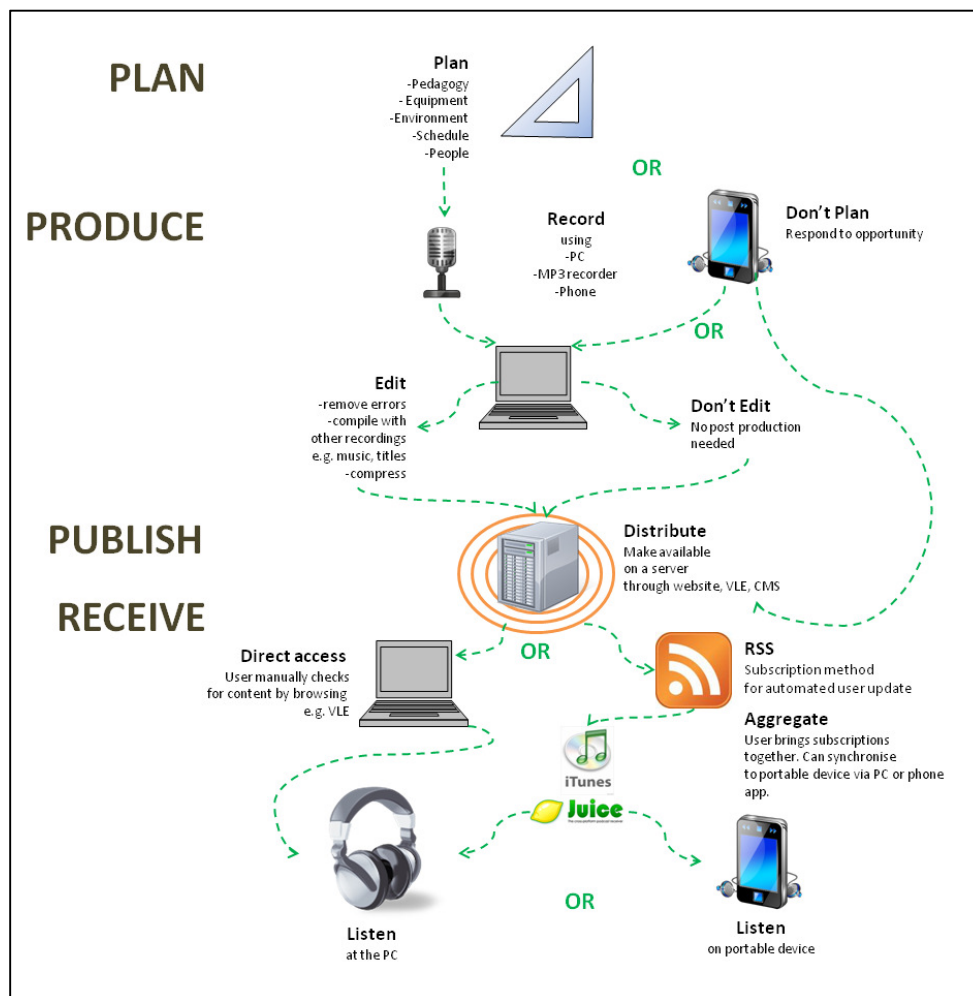 PLAN
Plan
-Pedagogy
- Equipment
-Environment
-Schedule
-People
OR
PRODUCE
Record
using
-PC
-MP3 recorder
-Phone
Don't Plan
Respond to opportunity
OR
Edit
-remove errors
-compile with
other recordings
e.g. music, titles
-compress
Don't Edit
No post production
needed
PUBLISH
Distribute
Make available
on a server
through website, VLE, CMS
RECEIVE
OR
Direct access
User manually checks
for content by browsing
e.g. VLE
RSS
Subscription method
for automated user update
Aggregate
User brings subscriptions
together. Can synchronise
to portable device via PC or phone
app.
iTunes
Juice
OR
Listen
at the PC
Listen
on portable device